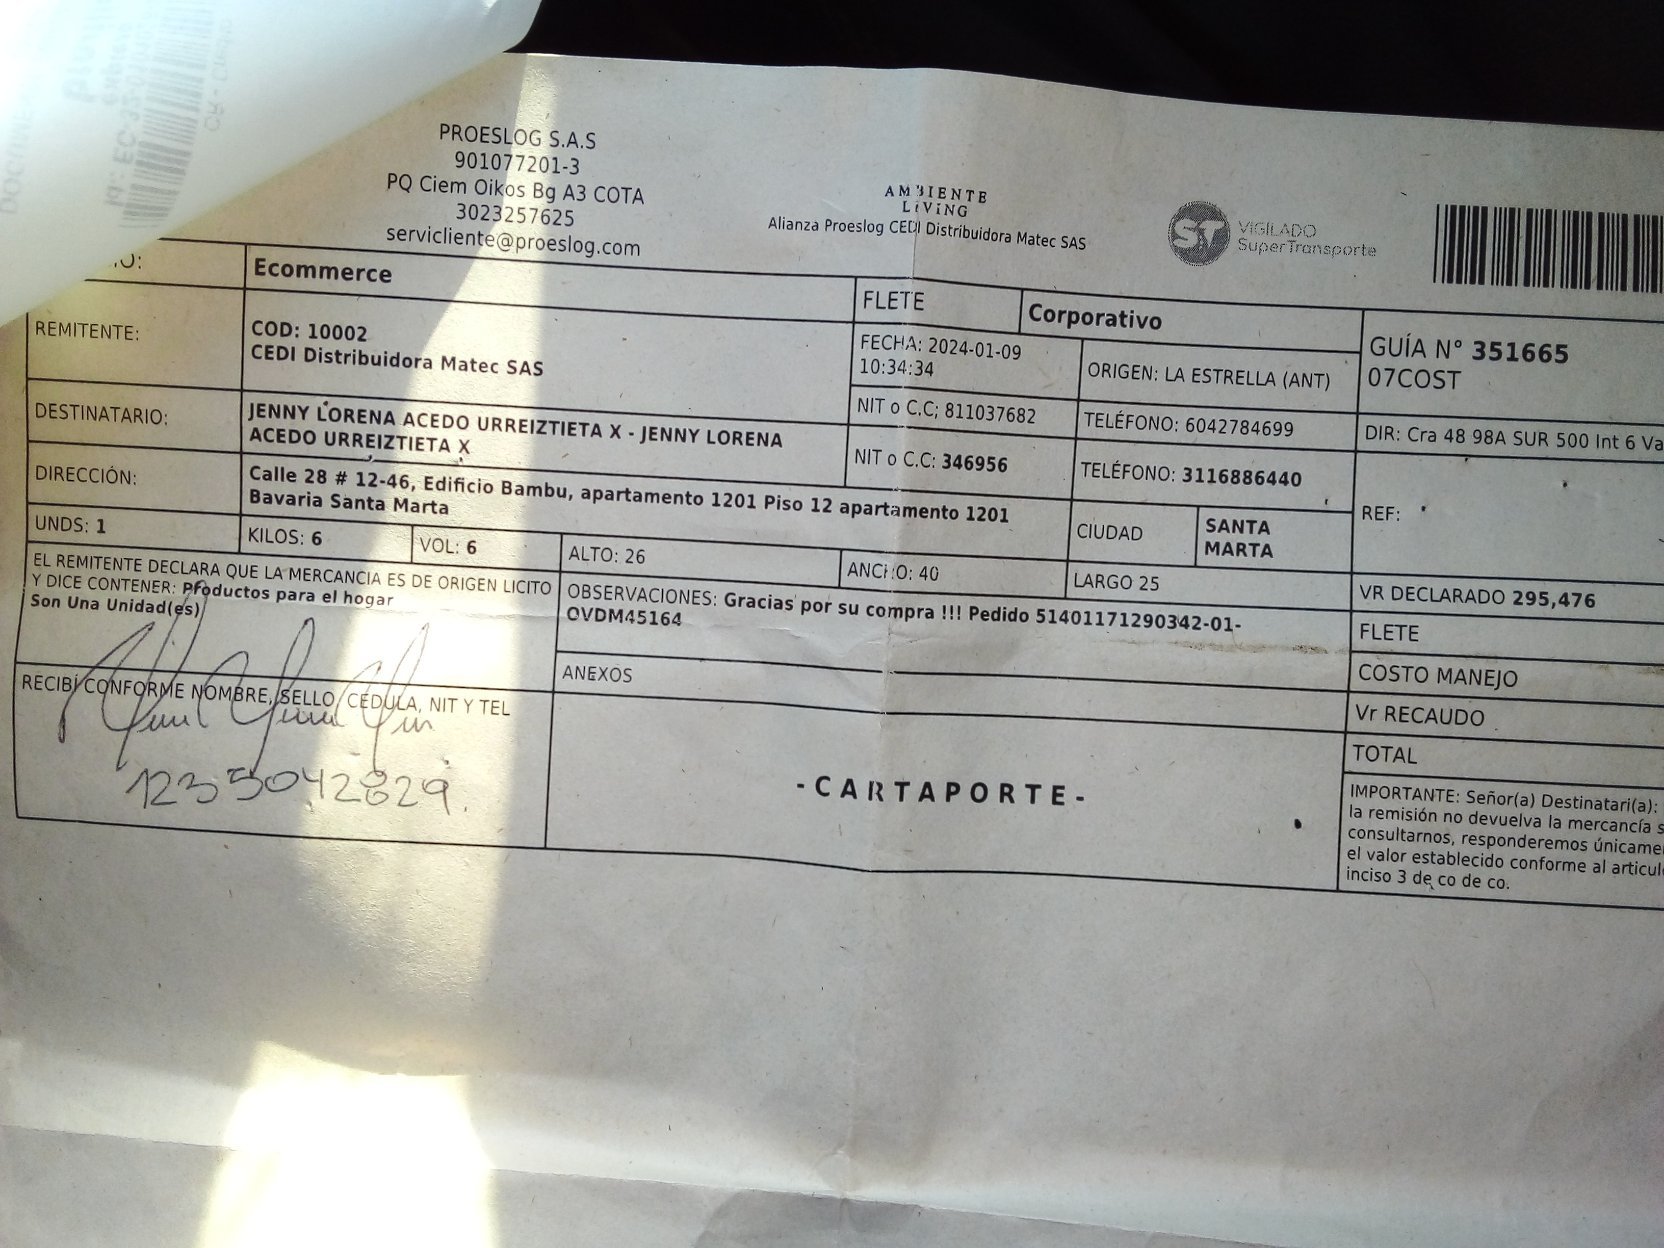 PROESLOG S.A.S
901077201-3
PQ Ciem Oikos Bg A3 COTA
3023257625
servicliente@proeslog.com
AMBIENTE
LiViNG
Alianza Proeslog CEDI Distribuidora Matec SAS
ST
VIGILADO
SuperTransporte
Ecommerce
FLETE
Corporativo
REMITENTE:
COD: 10002
CEDI Distribuidora Matec SAS
FECHA: 2024-01-09
10:34:34
ORIGEN: LA ESTRELLA (ANT)
GUÍA N° 351665
07COST
NIT o C.C; 811037682
TELÉFONO: 6042784699
DIR: Cra 48 98A SUR 500 Int 6 Va
DESTINATARIO:
JENNY LORENA ACEDO URREIZTIETA X - JENNY LORENA
ACEDO URREIZTIETA X
NIT o C.C: 346956
TELÉFONO: 3116886440
REF:
DIRECCIÓN:
Calle 28 # 12-46, Edificio Bambu, apartamento 1201 Piso 12 apartamento 1201
Bavaria Santa Marta
CIUDAD
SANTA
MARTA
UNDS: 1
KILOS: 6
VOL: 6
ALTO: 26
ANCHO: 40
LARGO 25
VR DECLARADO 295,476
EL REMITENTE DECLARA QUE LA MERCANCIA ES DE ORIGEN LICITO
Y DICE CONTENER: Productos para el hogar
Son Una Unidad(es)
OBSERVACIONES: Gracias por su compra !!! Pedido 51401171290342-01-
OVDM45164
FLETE
ANEXOS
COSTO MANEJO
RECIBÍ CONFORME NOMBRE, SELLO, CEDULA, NIT Y TEL
Vr RECAUDO
TOTAL
1235042829
-CARTAPORTE-
IMPORTANTE: Señor(a) Destinatari(a):
la remisión no devuelva la mercancía s
consultarnos, responderemos únicame
el valor establecido conforme al articul
inciso 3 de co de co.